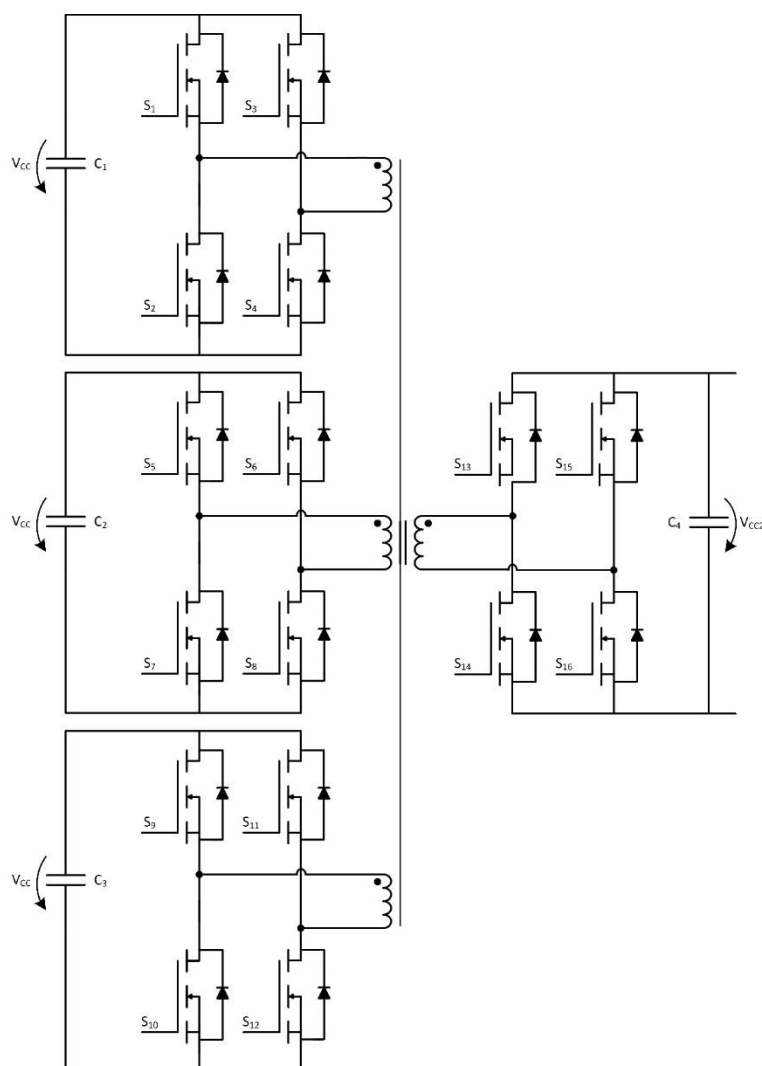 S1 S3
VCC C1
S2 S4
S5 S6
S13 S15
VCC C2
C4 VCC2
S7 S8
S14 S16
S9 S11
VCC C3
S10 S12